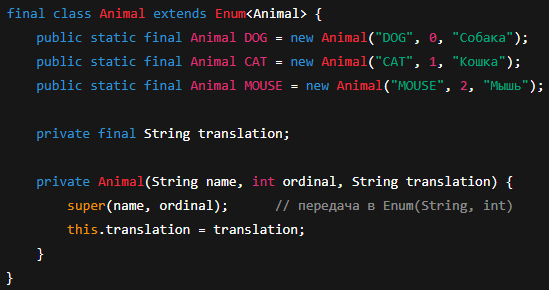 final class Animal extends Enum<Animal> {
    public static final Animal DOG = new Animal("DOG", 0, "Собака");
    public static final Animal CAT = new Animal("CAT", 1, "Кошка");
    public static final Animal MOUSE = new Animal("MOUSE", 2, "Мышь");

    private final String translation;

    private Animal(String name, int ordinal, String translation) {
        super(name, ordinal);      // передача в Enum(String, int)
        this.translation = translation;
    }
}